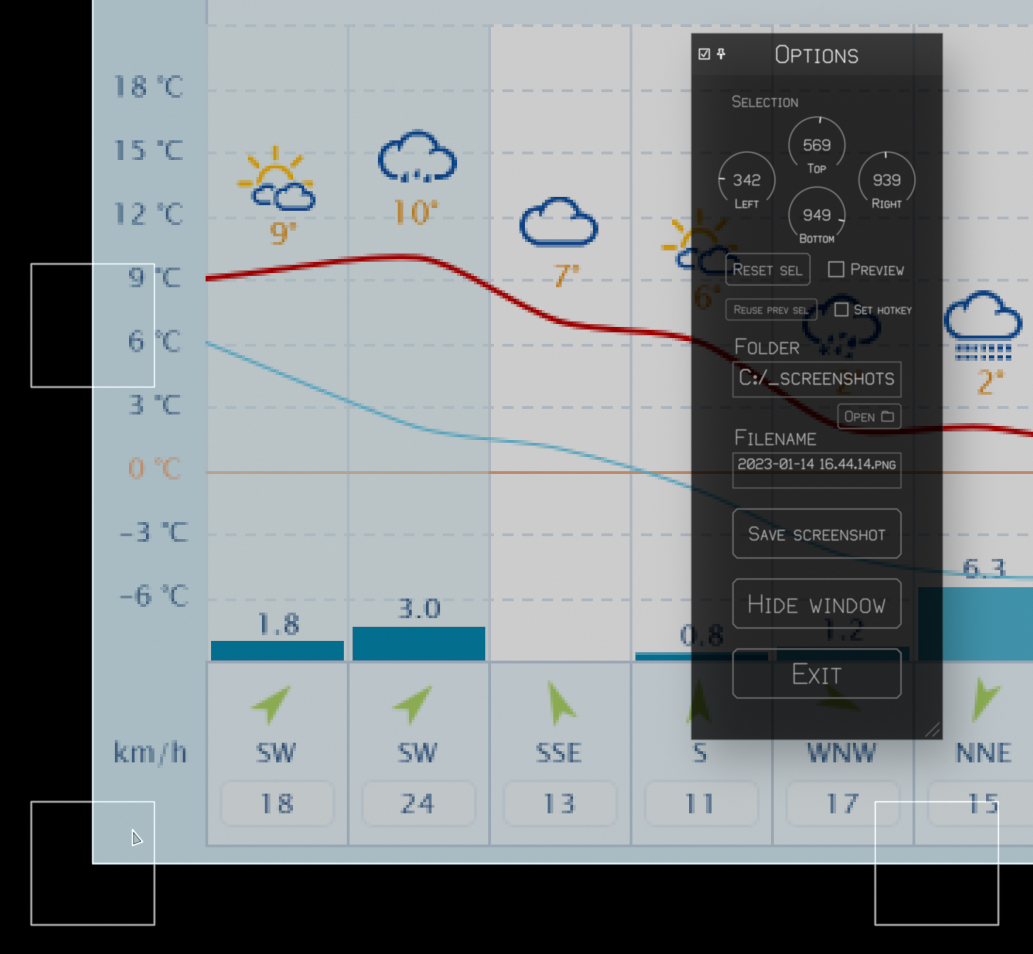 Options
Selection
569
Top
342
Left
939
Right
949
Bottom
Reset sel
Preview
Reuse prev sel
Set hotkey
Folder
C:/_screenshots
Open
Filename
2023-01-14 16.44.14.png
Save screenshot
Hide window
Exit
18 °C
15 °C
12 °C
9 °C
6 °C
3 °C
0 °C
−3 °C
−6 °C
9°
10°
7°
6°
2°
2°
1.8
3.0
0.8
1.2
6.3
km/h
SW
SW
SSE
S
WNW
NNE
18
24
13
11
17
15